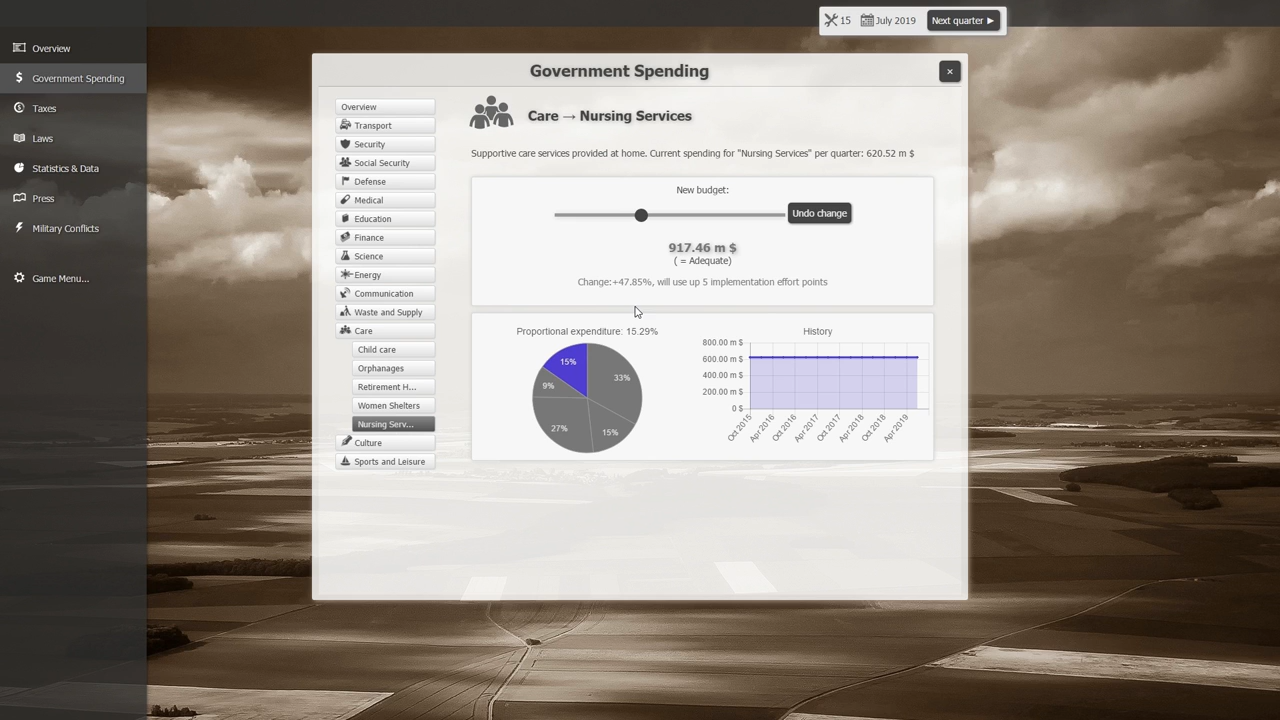 15
July 2019
Next quarter ►
Overview
Government Spending
Taxes
Laws
Statistics & Data
Press
Military Conflicts
Game Menu...
Government Spending
×
Overview
Transport
Security
Social Security
Defense
Medical
Education
Finance
Science
Energy
Communication
Waste and Supply
Care
Child care
Orphanages
Retirement H...
Women Shelters
Nursing Serv...
Culture
Sports and Leisure
Care → Nursing Services
Supportive care services provided at home. Current spending for "Nursing Services" per quarter: 620.52 m $
New budget:
Undo change
917.46 m $
( = Adequate)
Change:+47.85%, will use up 5 implementation effort points
Proportional expenditure: 15.29%
15%
33%
9%
27%
15%
History
800.00 m $
600.00 m $
400.00 m $
200.00 m $
0 $
Oct 2015
Apr 2016
Oct 2016
Apr 2017
Oct 2017
Apr 2018
Oct 2018
Apr 2019